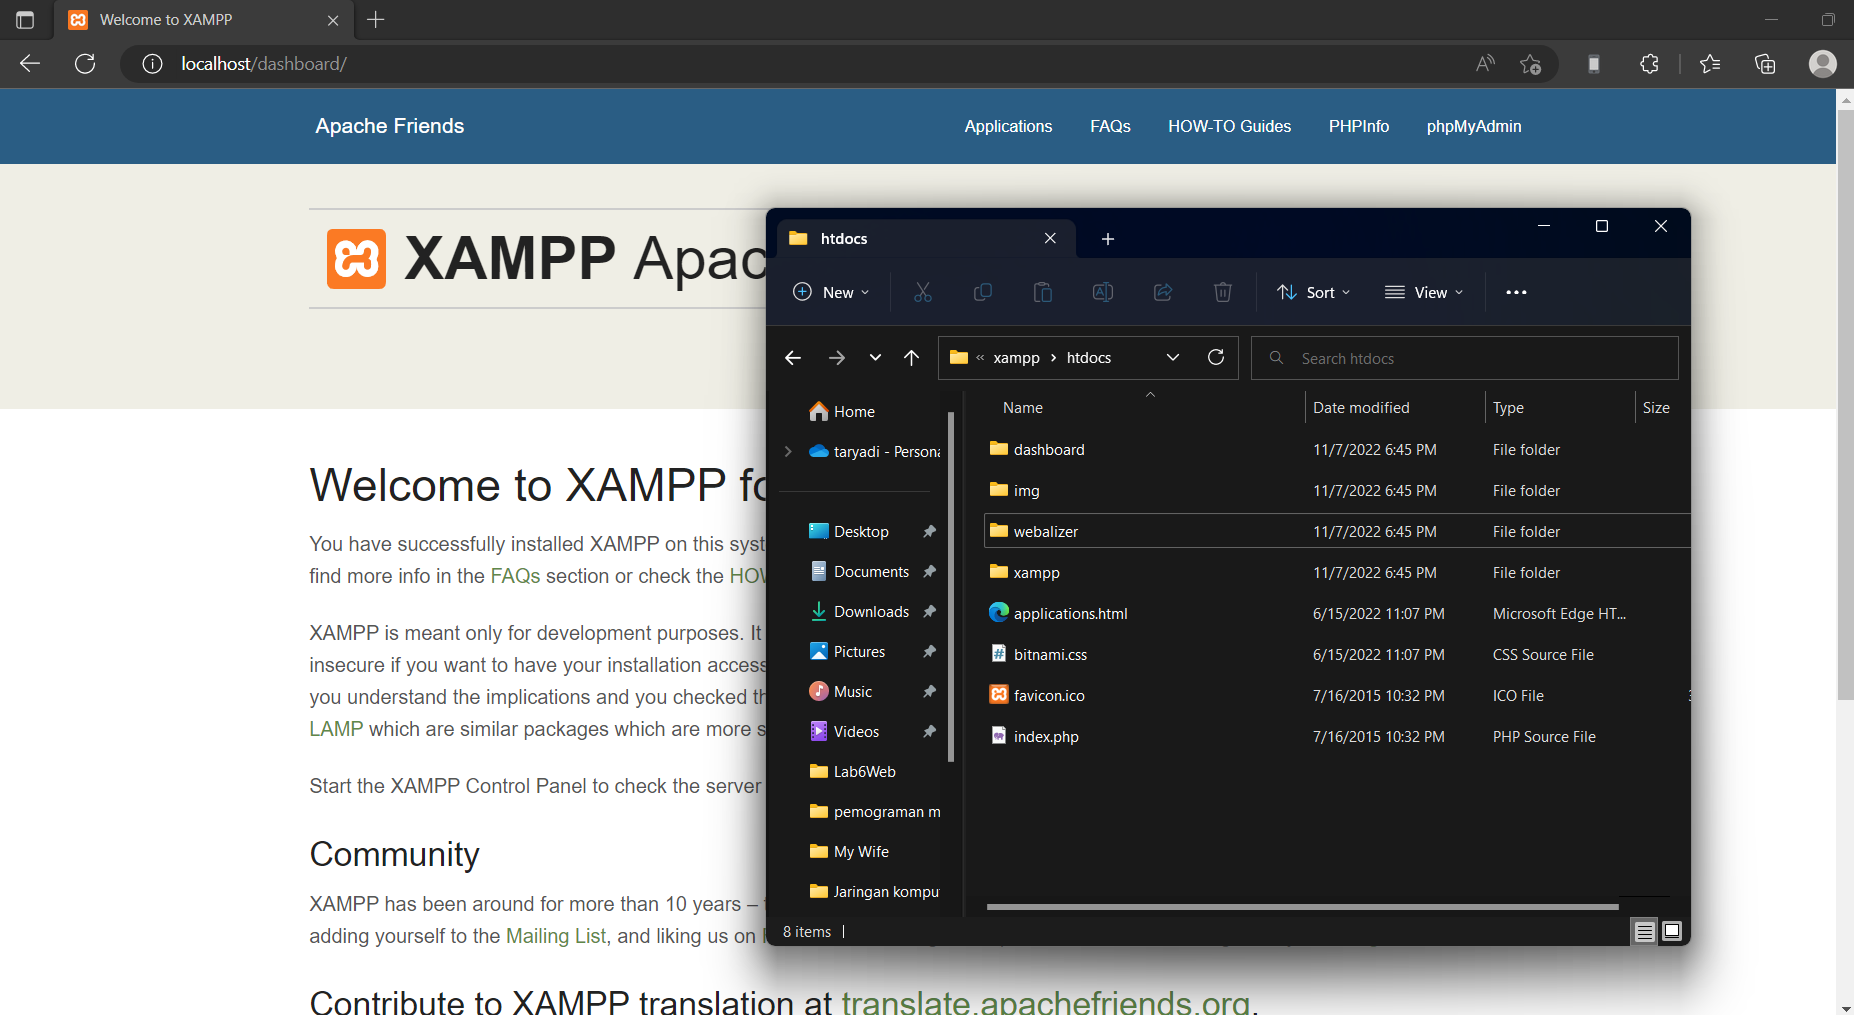 Welcome to XAMPP
localhost/dashboard/
Apache Friends
Applications FAQs HOW-TO Guides PHPInfo phpMyAdmin
XAMPP Apac
Welcome to XAMPP fo
You have successfully installed XAMPP on this syst
find more info in the FAQs section or check the HOW
XAMPP is meant only for development purposes. It
insecure if you want to have your installation access
you understand the implications and you checked th
LAMP which are similar packages which are more s
Start the XAMPP Control Panel to check the server
Community
XAMPP has been around for more than 10 years –
adding yourself to the Mailing List, and liking us on
Contribute to XAMPP translation at translate.apachefriends.org.
htdocs
New Sort View
« xampp > htdocs
Search htdocs
Home
taryadi - Persona
Desktop
Documents
Downloads
Pictures
Music
Videos
Lab6Web
pemograman m
My Wife
Jaringan komput
Name Date modified Type Size
dashboard 11/7/2022 6:45 PM File folder
img 11/7/2022 6:45 PM File folder
webalizer 11/7/2022 6:45 PM File folder
xampp 11/7/2022 6:45 PM File folder
applications.html 6/15/2022 11:07 PM Microsoft Edge HT...
bitnami.css 6/15/2022 11:07 PM CSS Source File
favicon.ico 7/16/2015 10:32 PM ICO File
index.php 7/16/2015 10:32 PM PHP Source File
8 items